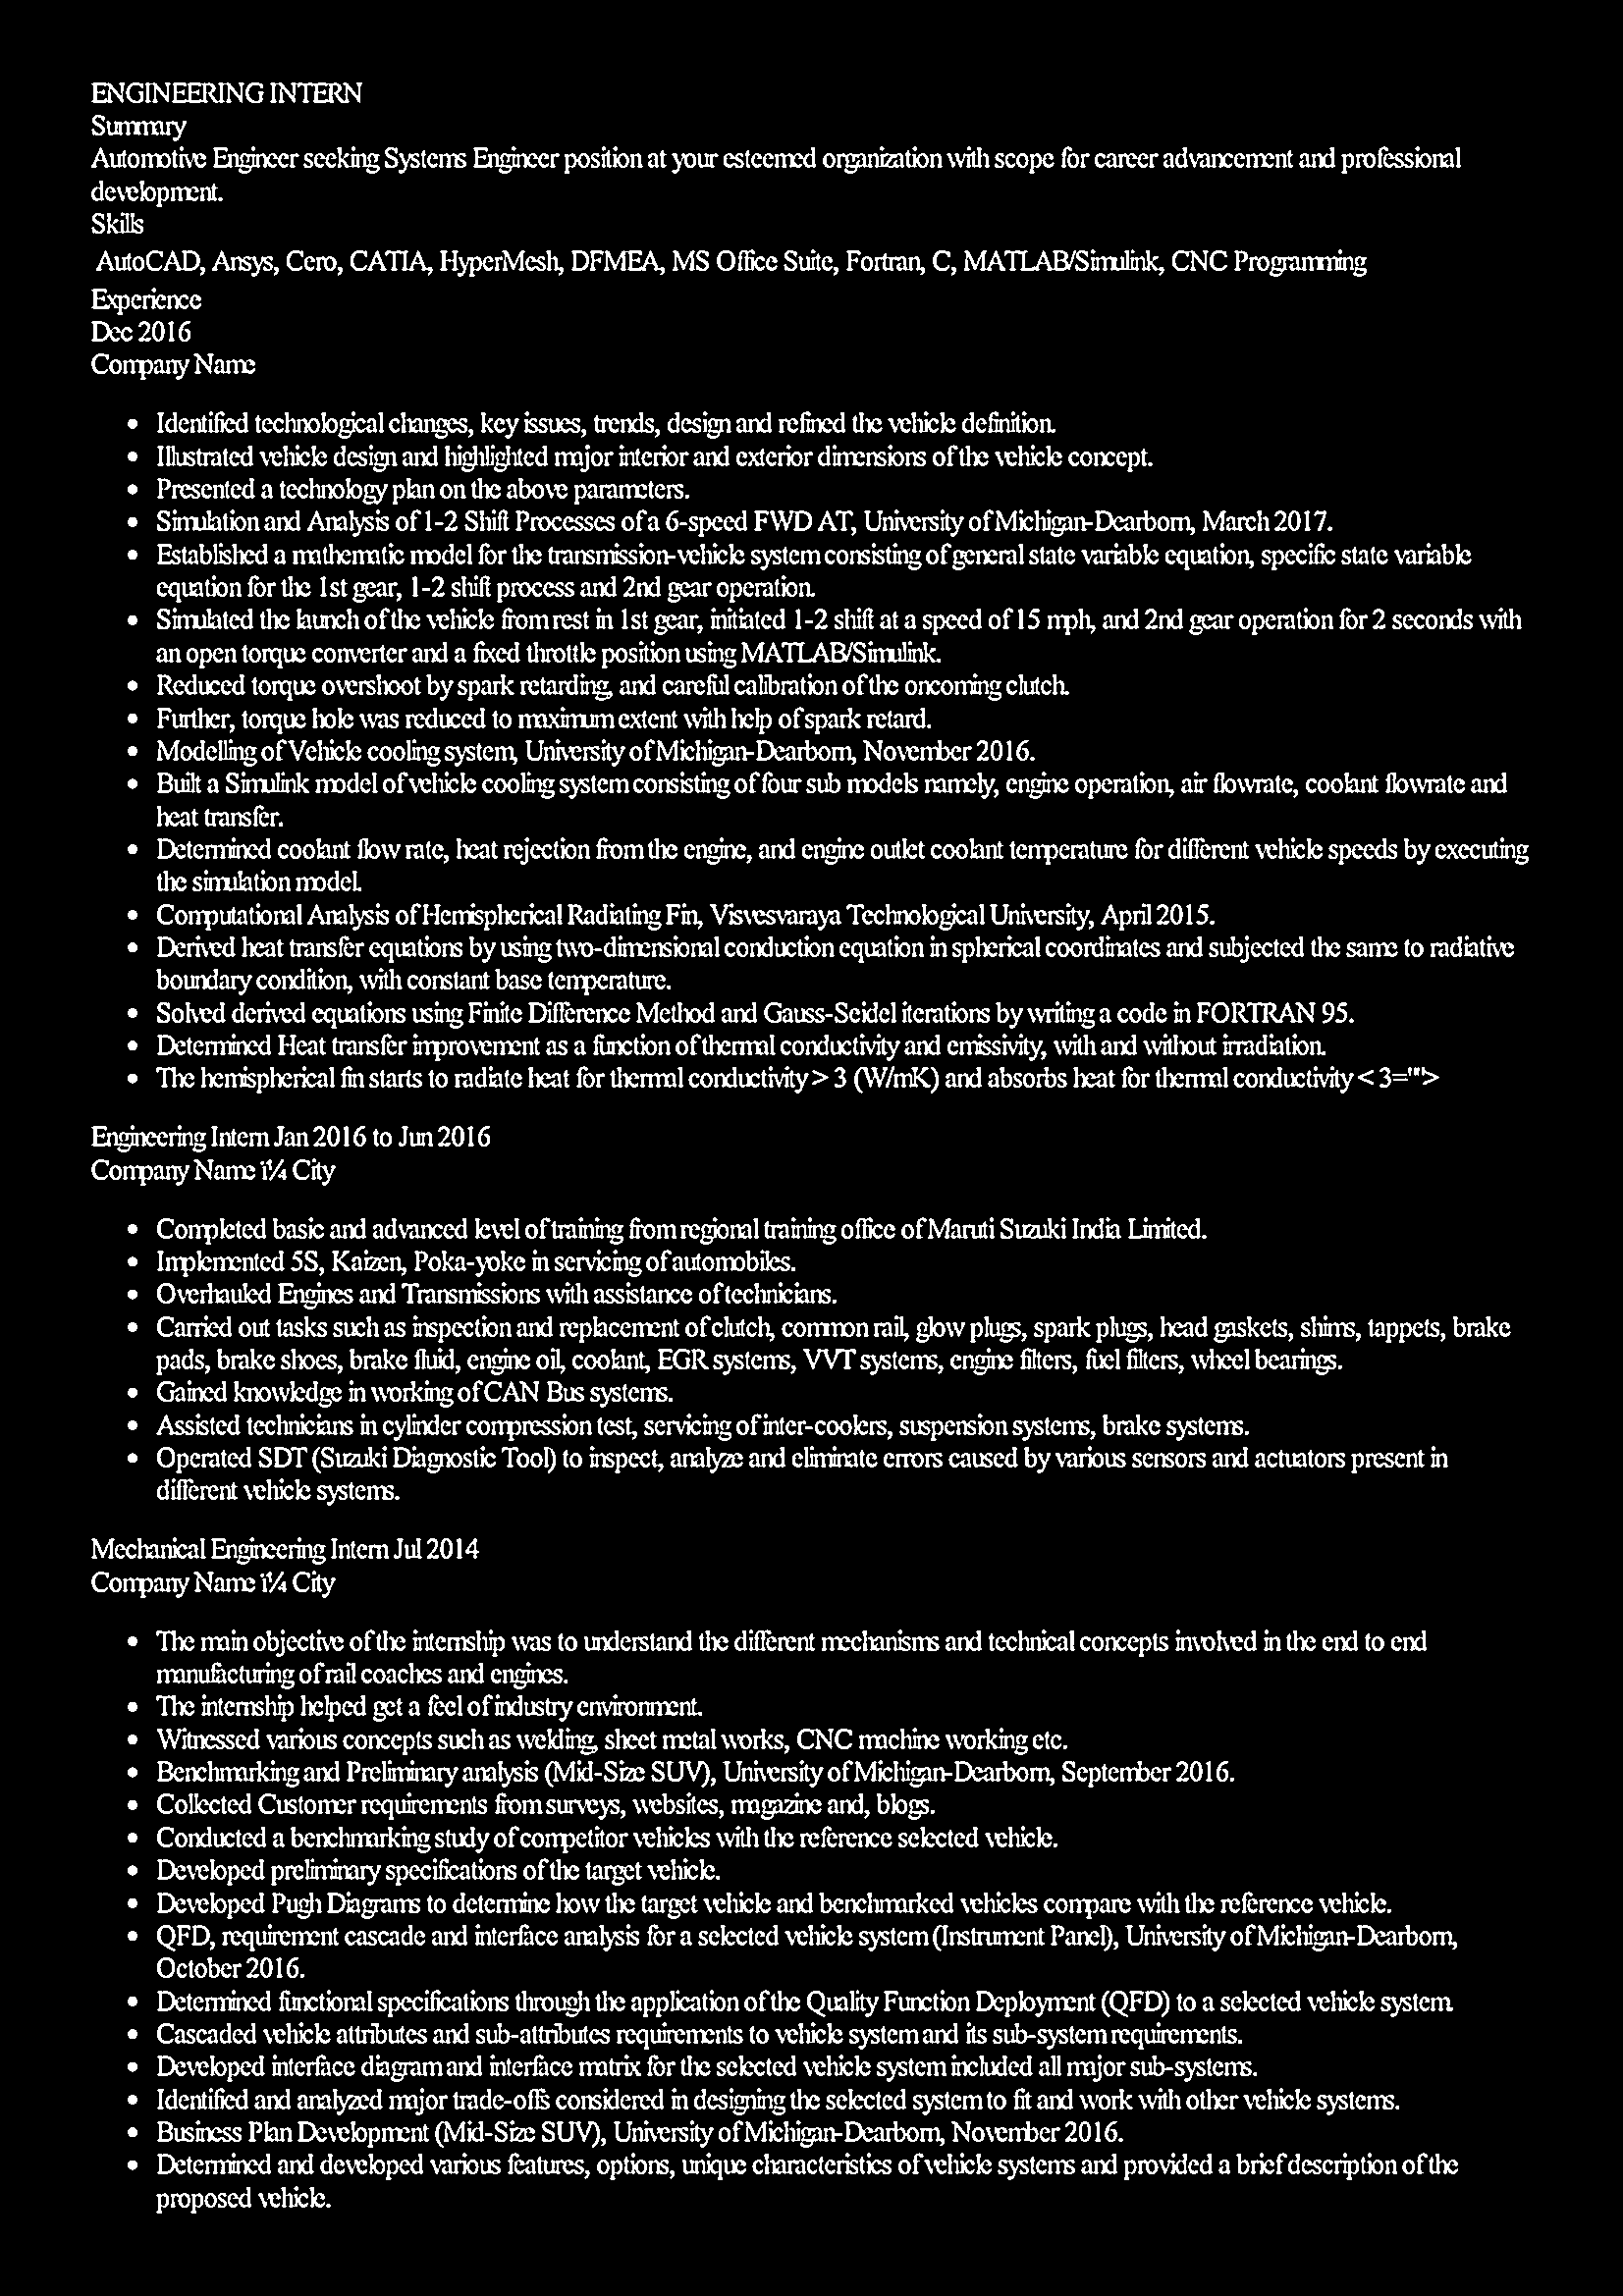 ENGINEERING INTERN
Summary
Automotive Engineer seeking Systems Engineer position at your esteemed organization with scope for career advancement and professional
development.
Skills
AutoCAD, Ansys, Cero, CATIA, HyperMesh, DFMEA, MS Office Suite, Fortran, C, MATLAB/Simulink, CNC Programming
Experience
Dec 2016
Company Name
• Identified technological changes, key issues, trends, design and refined the vehicle definition.
• Illustrated vehicle design and highlighted major interior and exterior dimensions of the vehicle concept.
• Presented a technology plan on the above parameters.
• Simulation and Analysis of 1-2 Shift Processes of a 6-speed FWD AT, University of Michigan-Dearborn, March 2017.
• Established a mathematic model for the transmission-vehicle system consisting of general state variable equation, specific state variable
equation for the 1st gear, 1-2 shift process and 2nd gear operation.
• Simulated the launch of the vehicle from rest in 1st gear, initiated 1-2 shift at a speed of 15 mph, and 2nd gear operation for 2 seconds with
an open torque converter and a fixed throttle position using MATLAB/Simulink.
• Reduced torque overshoot by spark retarding, and careful calibration of the oncoming clutch.
• Further, torque hole was reduced to maximum extent with help of spark retard.
• Modelling of Vehicle cooling system, University of Michigan-Dearborn, November 2016.
• Built a Simulink model of vehicle cooling system consisting of four sub models namely, engine operation, air flowrate, coolant flowrate and
heat transfer.
• Determined coolant flow rate, heat rejection from the engine, and engine outlet coolant temperature for different vehicle speeds by executing
the simulation model.
• Computational Analysis of Hemispherical Radiating Fin, Visvesvaraya Technological University, April 2015.
• Derived heat transfer equations by using two-dimensional conduction equation in spherical coordinates and subjected the same to radiative
boundary condition, with constant base temperature.
• Solved derived equations using Finite Difference Method and Gauss-Seidel iterations by writing a code in FORTRAN 95.
• Determined Heat transfer improvement as a function of thermal conductivity and emissivity, with and without irradiation.
• The hemispherical fin starts to radiate heat for thermal conductivity > 3 (W/mK) and absorbs heat for thermal conductivity < 3="">
Engineering Intern Jan 2016 to Jun 2016
Company Name ï¼ City
• Completed basic and advanced level of training from regional training office of Maruti Suzuki India Limited.
• Implemented 5S, Kaizen, Poka-yoke in servicing of automobiles.
• Overhauled Engines and Transmissions with assistance of technicians.
• Carried out tasks such as inspection and replacement of clutch, common rail, glow plugs, spark plugs, head gaskets, shims, tappets, brake
pads, brake shoes, brake fluid, engine oil, coolant, EGR systems, VVT systems, engine filters, fuel filters, wheel bearings.
• Gained knowledge in working of CAN Bus systems.
• Assisted technicians in cylinder compression test, servicing of inter-coolers, suspension systems, brake systems.
• Operated SDT (Suzuki Diagnostic Tool) to inspect, analyze and eliminate errors caused by various sensors and actuators present in
different vehicle systems.
Mechanical Engineering Intern Jul 2014
Company Name ï¼ City
• The main objective of the internship was to understand the different mechanisms and technical concepts involved in the end to end
manufacturing of rail coaches and engines.
• The internship helped get a feel of industry environment.
• Witnessed various concepts such as welding, sheet metal works, CNC machine working etc.
• Benchmarking and Preliminary analysis (Mid-Size SUV), University of Michigan-Dearborn, September 2016.
• Collected Customer requirements from surveys, websites, magazine and, blogs.
• Conducted a benchmarking study of competitor vehicles with the reference selected vehicle.
• Developed preliminary specifications of the target vehicle.
• Developed Pugh Diagrams to determine how the target vehicle and benchmarked vehicles compare with the reference vehicle.
• QFD, requirement cascade and interface analysis for a selected vehicle system (Instrument Panel), University of Michigan-Dearborn,
October 2016.
• Determined functional specifications through the application of the Quality Function Deployment (QFD) to a selected vehicle system.
• Cascaded vehicle attributes and sub-attributes requirements to vehicle system and its sub-system requirements.
• Developed interface diagram and interface matrix for the selected vehicle system included all major sub-systems.
• Identified and analyzed major trade-offs considered in designing the selected system to fit and work with other vehicle systems.
• Business Plan Development (Mid-Size SUV), University of Michigan-Dearborn, November 2016.
• Determined and developed various features, options, unique characteristics of vehicle systems and provided a brief description of the
proposed vehicle.